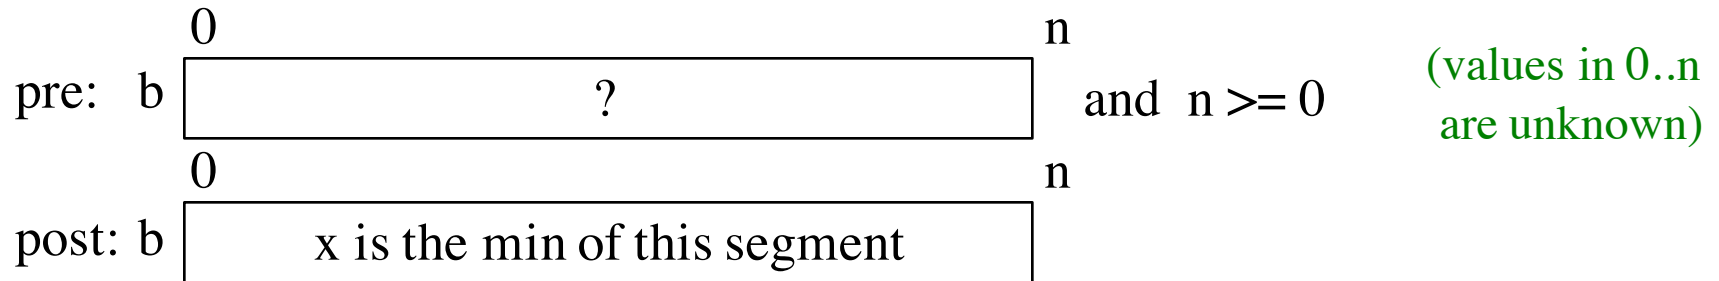 0 n
pre: b ? and n >= 0 (values in 0..n
are unknown)
0 n
post: b x is the min of this segment